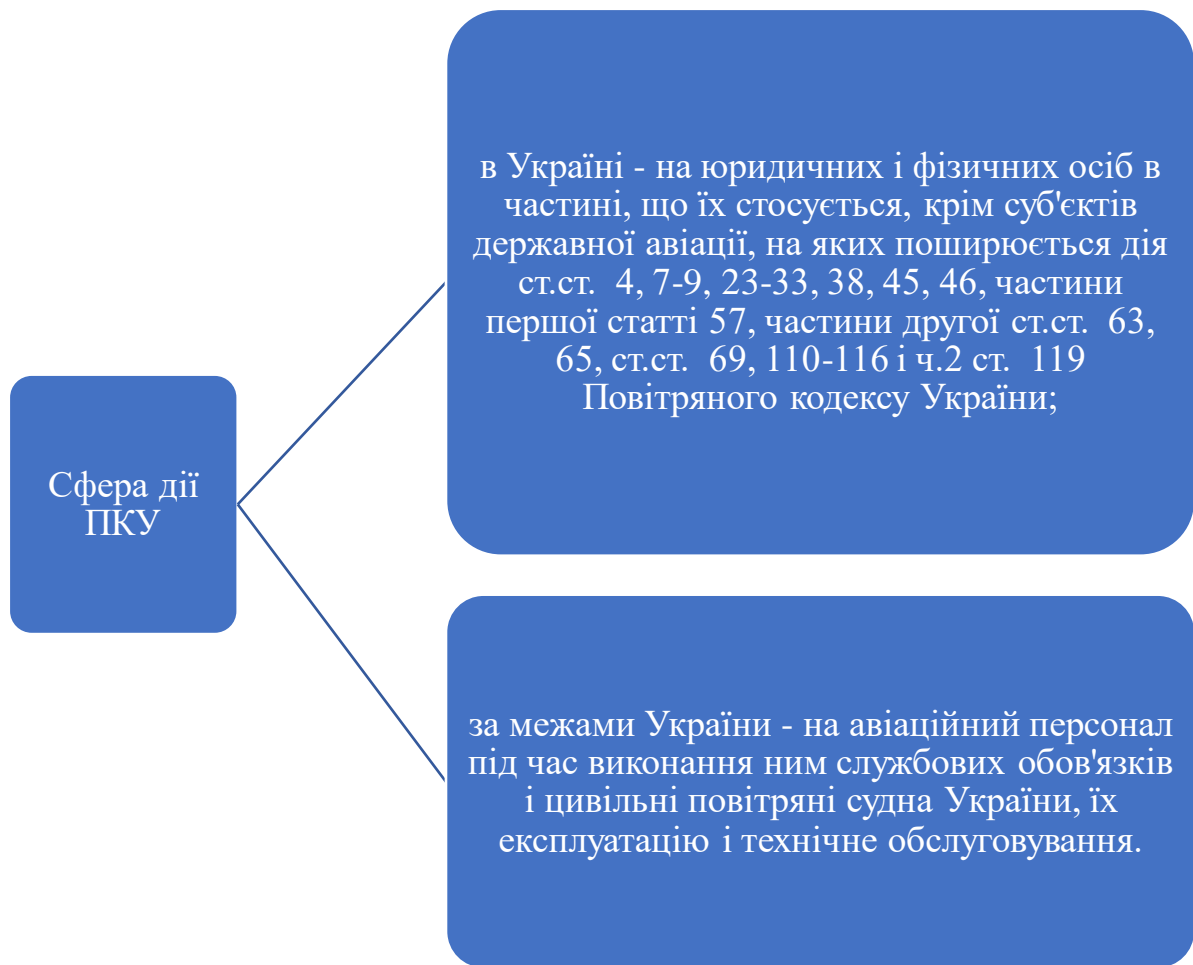 Сфера дії
ПКУ
в Україні - на юридичних і фізичних осіб в
частині, що їх стосується, крім суб'єктів
державної авіації, на яких поширюється дія
ст.ст. 4, 7-9, 23-33, 38, 45, 46, частини
першої статті 57, частини другої ст.ст. 63,
65, ст.ст. 69, 110-116 і ч.2 ст. 119
Повітряного кодексу України;
за межами України - на авіаційний персонал
під час виконання ним службових обов'язків
і цивільні повітряні судна України, їх
експлуатацію і технічне обслуговування.